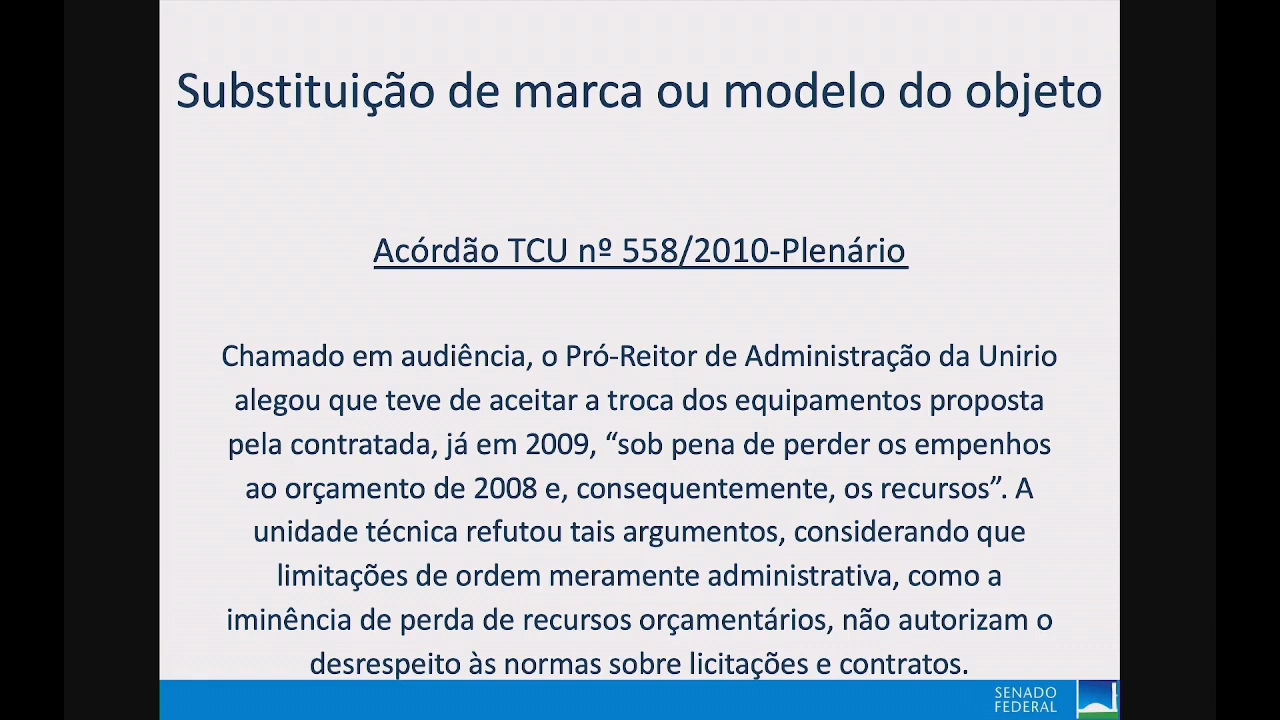 Substituição de marca ou modelo do objeto
Acórdão TCU nº 558/2010-Plenário
Chamado em audiência, o Pró-Reitor de Administração da Unirio
alegou que teve de aceitar a troca dos equipamentos proposta
pela contratada, já em 2009, “sob pena de perder os empenhos
ao orçamento de 2008 e, consequentemente, os recursos”. A
unidade técnica refutou tais argumentos, considerando que
limitações de ordem meramente administrativa, como a
iminência de perda de recursos orçamentários, não autorizam o
desrespeito às normas sobre licitações e contratos.
SENADO
FEDERAL